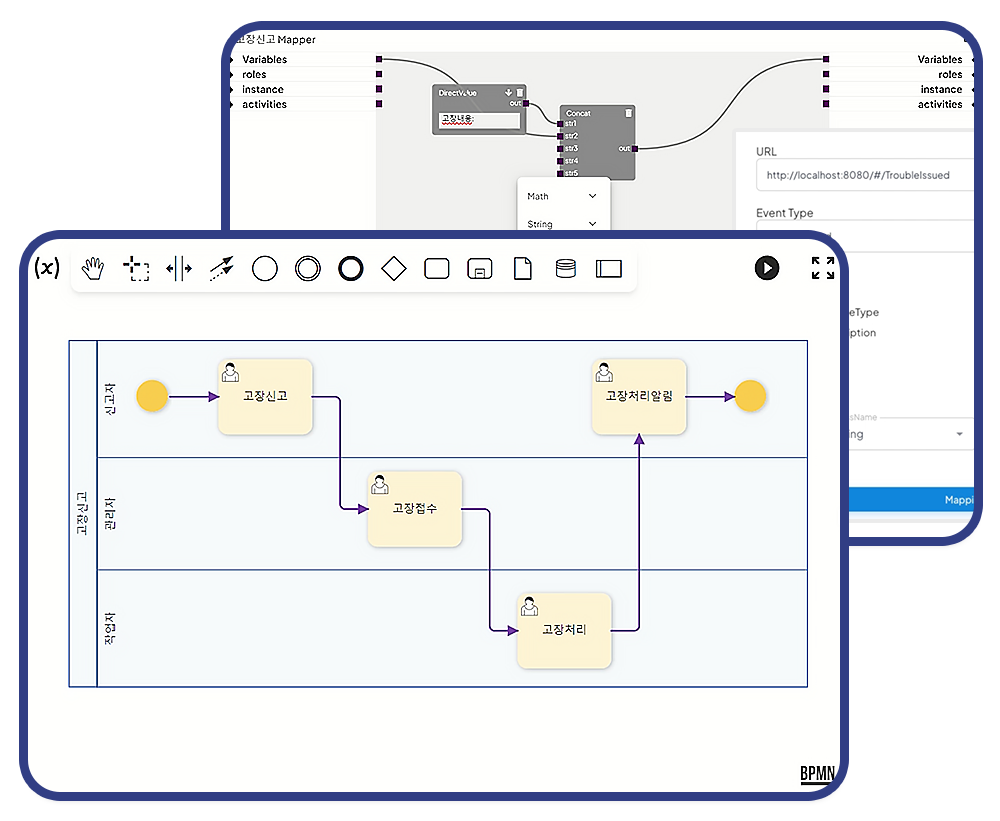 고장신고 Mapper
Variables
roles
instance
activities
Variables
roles
instance
activities
DirectValue
out
고장내용:
Concat
str1
str2
str3
str4
str5
out
Math
String
URL
http://localhost:8080/#/TroubleIssued
Event Type
eType
ption
sName
ing
Mappi
(x)
고장신고
신고자
관리자
작업자
고장신고
고장처리알림
고장접수
고장처리
BPMN